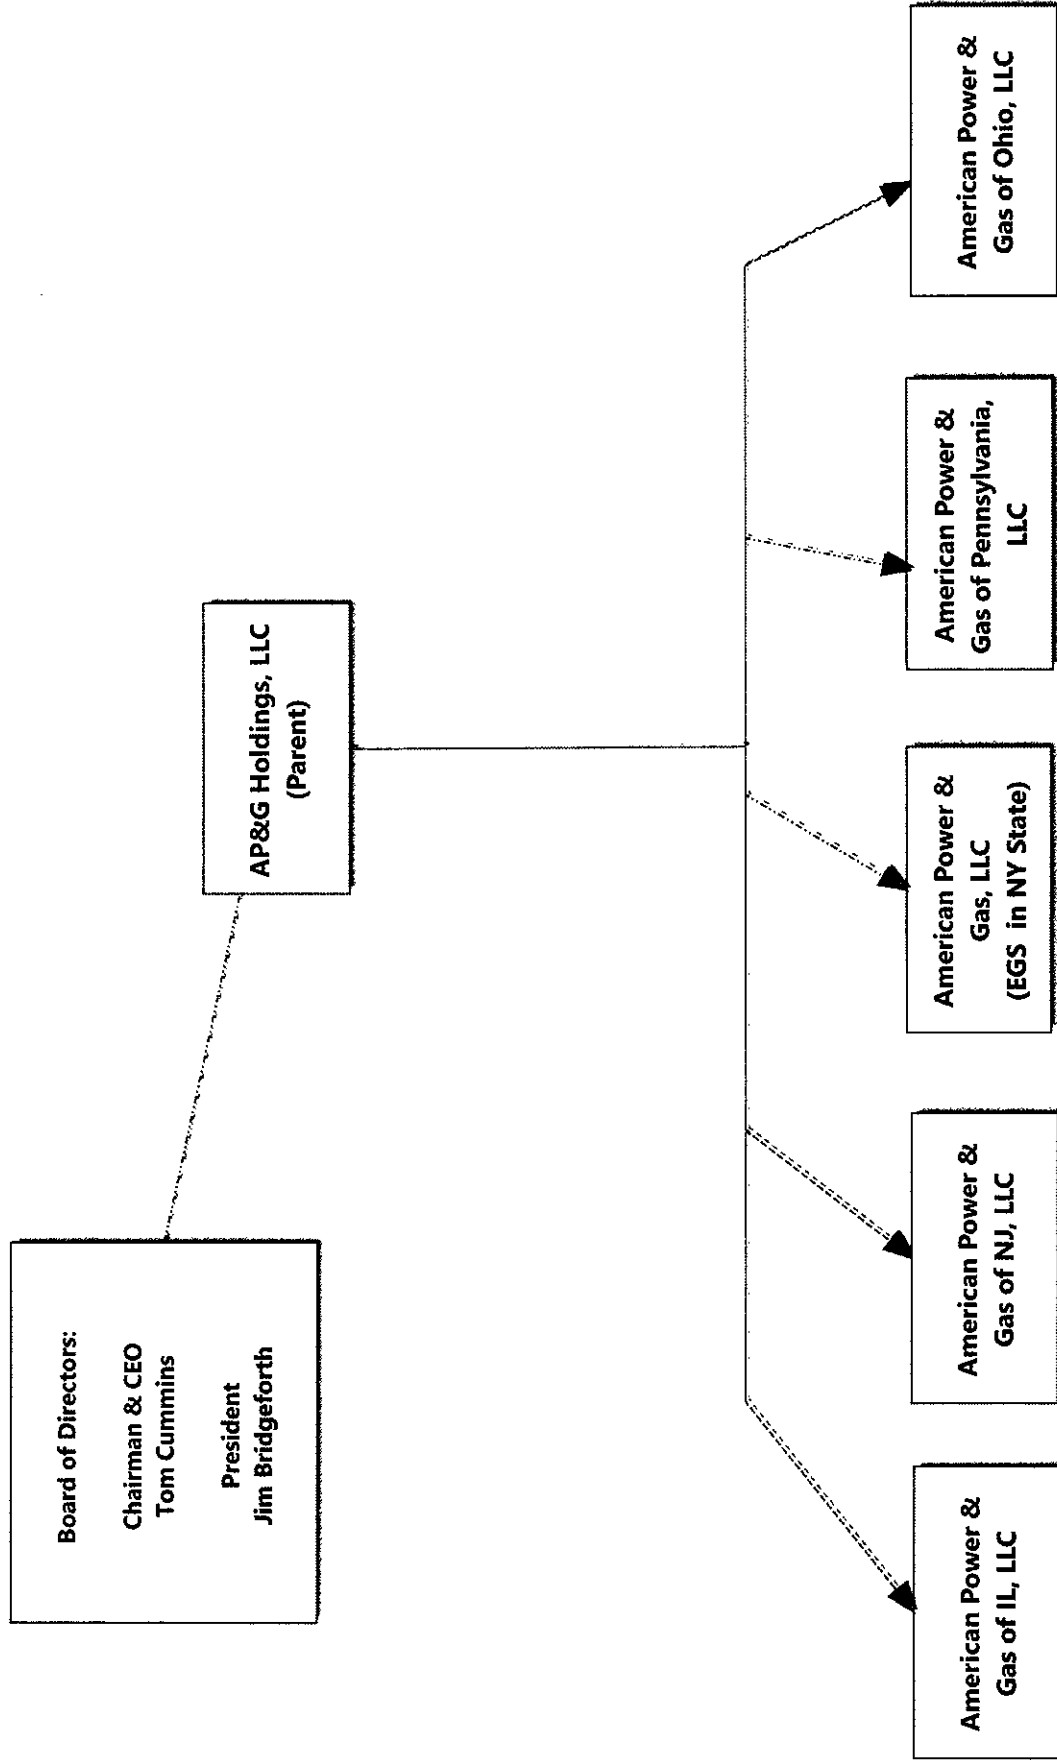 Board of Directors:
Chairman & CEO
Tom Cummins
President
Jim Bridgeforth
AP&G Holdings, LLC
(Parent)
American Power &
Gas of IL, LLC
American Power &
Gas of NJ, LLC
American Power &
Gas, LLC
(EGS in NY State)
American Power &
Gas of Pennsylvania,
LLC
American Power &
Gas of Ohio, LLC